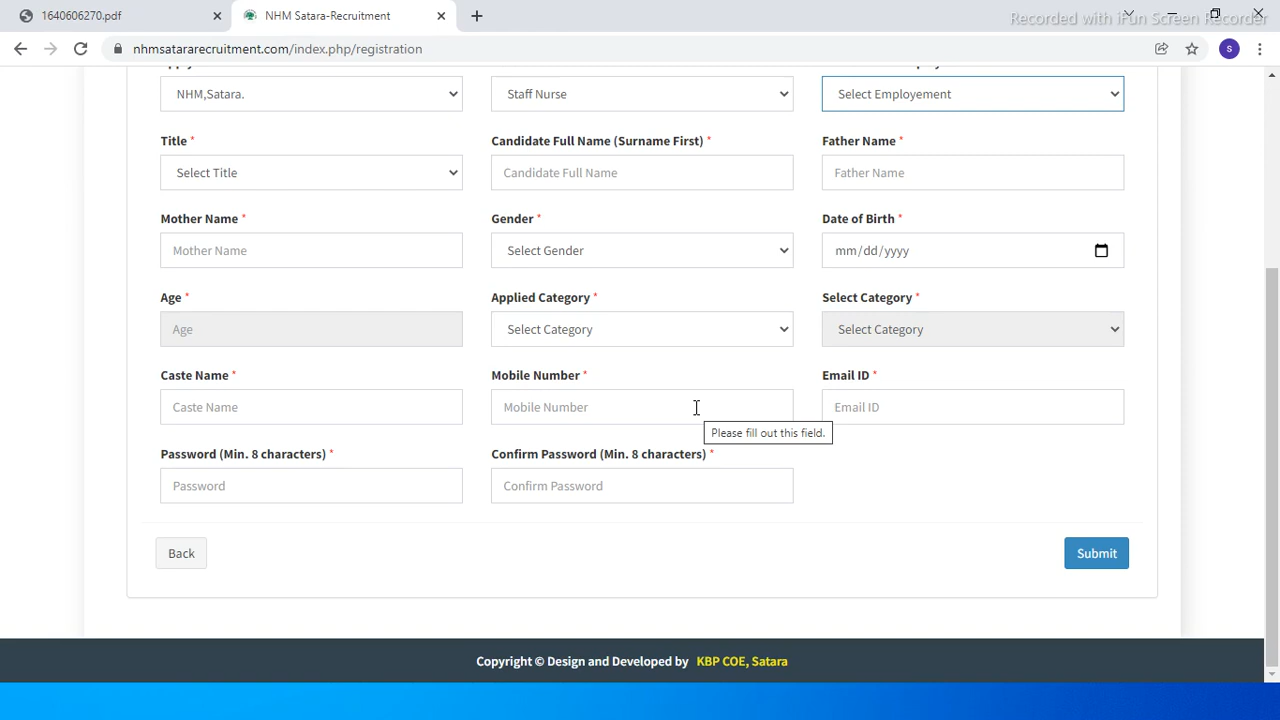 1640606270.pdf
NHM Satara-Recruitment
Recorded with iFun Screen Recorder
nhmsatararecruitment.com/index.php/registration
S
NHM,Satara.
Staff Nurse
Select Employement
Title *
Candidate Full Name (Surname First) *
Father Name *
Select Title
Candidate Full Name
Father Name
Mother Name *
Gender *
Date of Birth *
Mother Name
Select Gender
mm/dd/yyyy
Age *
Applied Category *
Select Category *
Age
Select Category
Select Category
Caste Name *
Mobile Number *
Email ID *
Caste Name
Mobile Number
Email ID
Please fill out this field.
Password (Min. 8 characters) *
Confirm Password (Min. 8 characters) *
Password
Confirm Password
Back
Submit
Copyright © Design and Developed by KBP COE, Satara